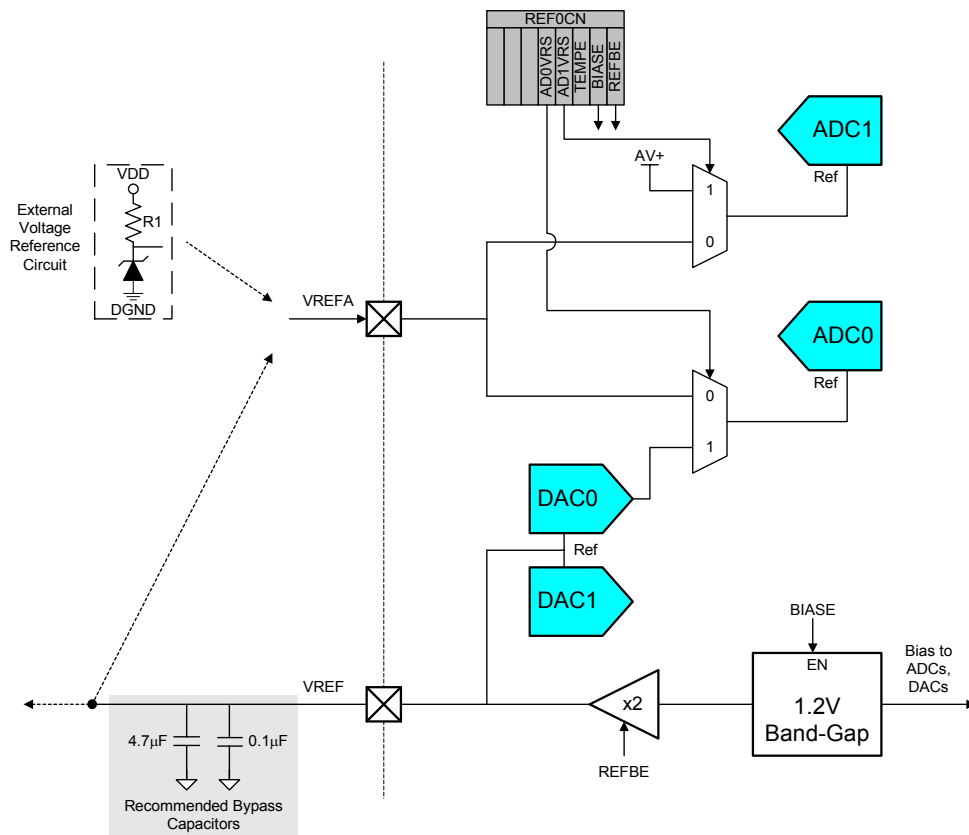 REF0CN
AD0VRS
AD1VRS
TEMPE
BIASE
REFBE
ADC1
Ref
AV+
1
0
VDD
R1
DGND
External
Voltage
Reference
Circuit
VREFA
ADC0
Ref
0
1
DAC0
Ref
DAC1
BIASE
EN
1.2V
Band-Gap
Bias to
ADCs,
DACs
x2
REFBE
VREF
4.7µF
0.1µF
Recommended Bypass
Capacitors